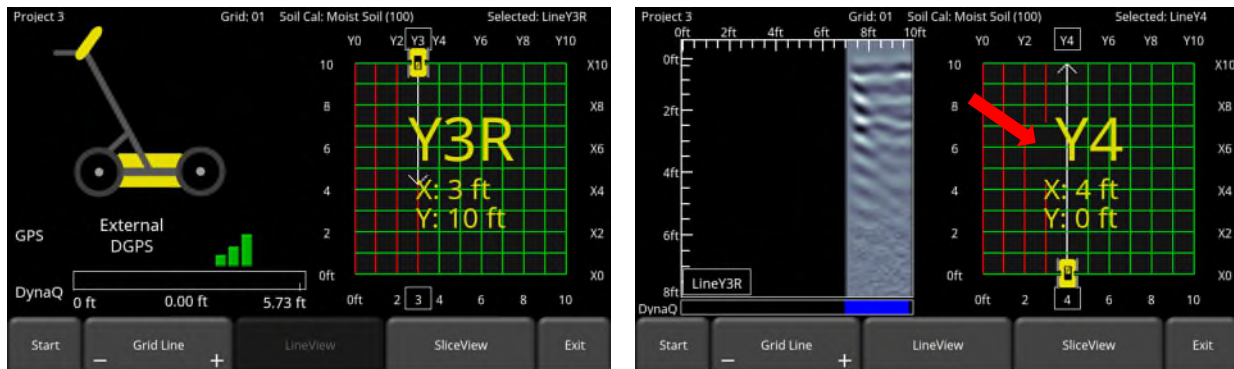 Project 3 Grid: 01 Soil Cal: Moist Soil (100) Selected: LineY3R
Y0 Y2 Y3 Y4 Y6 Y8 Y10
10 X10
8 X8
6 X6
4 X4
2 X2
0ft X0
0ft 2 3 4 6 8 10
Y3R
X: 3 ft
Y: 10 ft
GPS External
DGPS
DynaQ 0 ft 0.00 ft 5.73 ft
Start – Grid Line + LineView SliceView Exit
Project 3 Grid: 01 Soil Cal: Moist Soil (100) Selected: LineY4
0ft 2ft 4ft 6ft 8ft 10ft
0ft
2ft
4ft
6ft
8ft
LineY3R
DynaQ
Y0 Y2 Y4 Y6 Y8 Y10
10 X10
8 X8
6 X6
4 X4
2 X2
0ft X0
0ft 2 4 6 8 10
Y4
X: 4 ft
Y: 0 ft
Start – Grid Line + LineView SliceView Exit